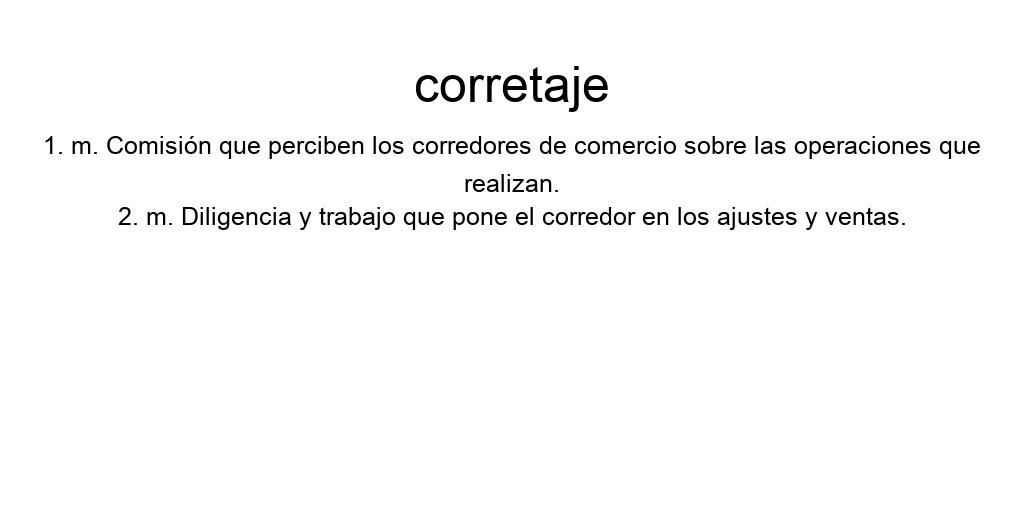 corretaje
1. m. Comisión que perciben los corredores de comercio sobre las operaciones que
realizan.
2. m. Diligencia y trabajo que pone el corredor en los ajustes y ventas.